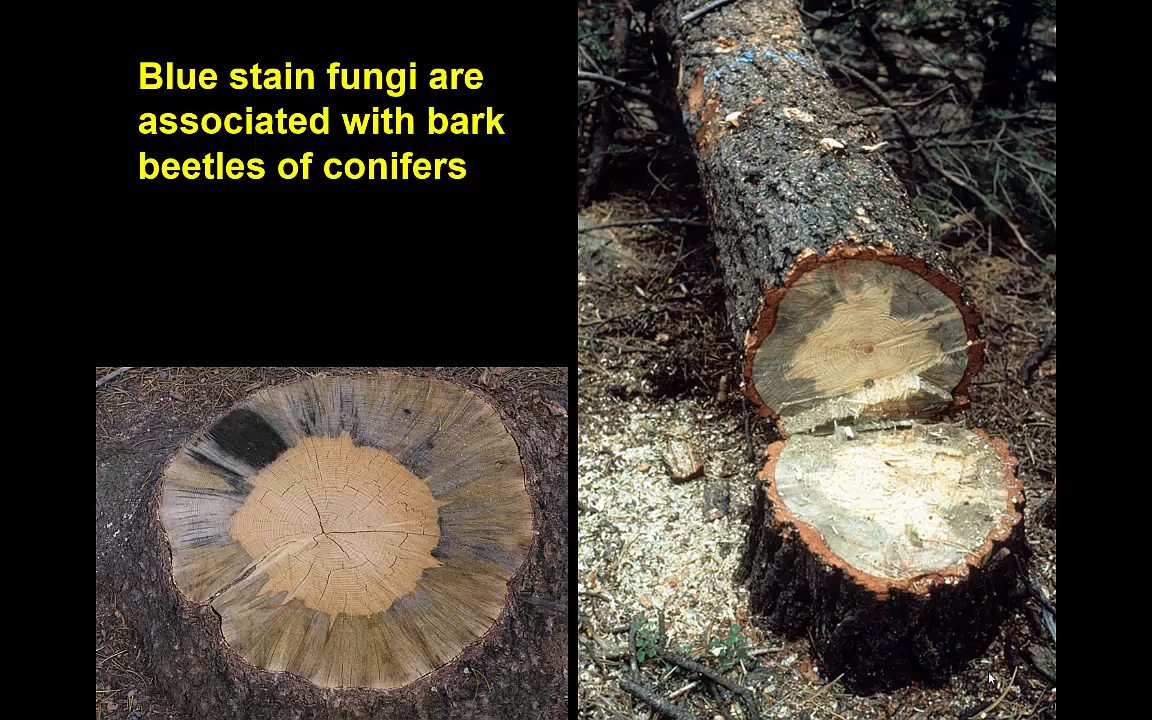 Blue stain fungi are
associated with bark
beetles of conifers